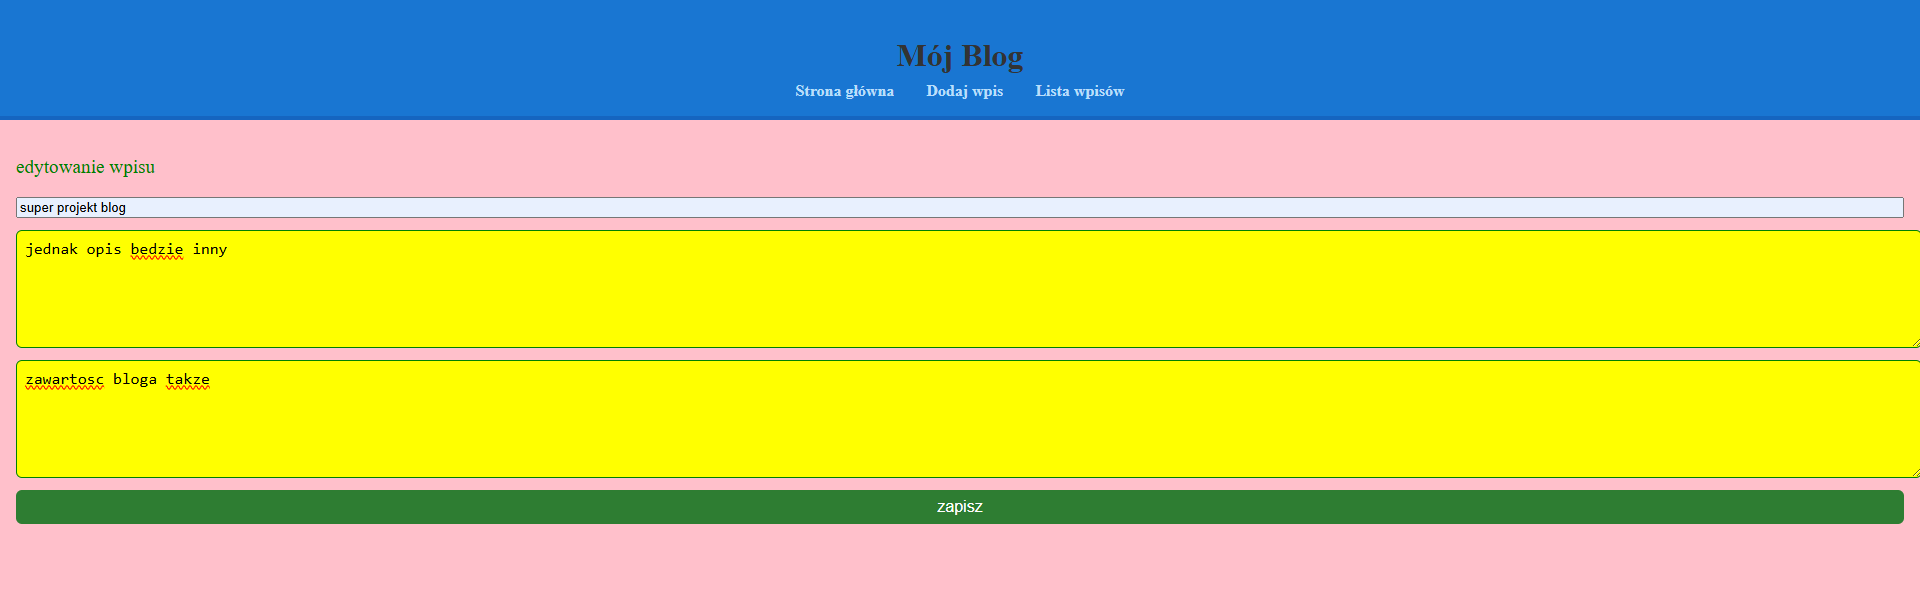 Mój Blog
Strona główna Dodaj wpis Lista wpisów
edytowanie wpisu
super projekt blog
jednak opis bedzie inny
zawartosc bloga takze
zapisz